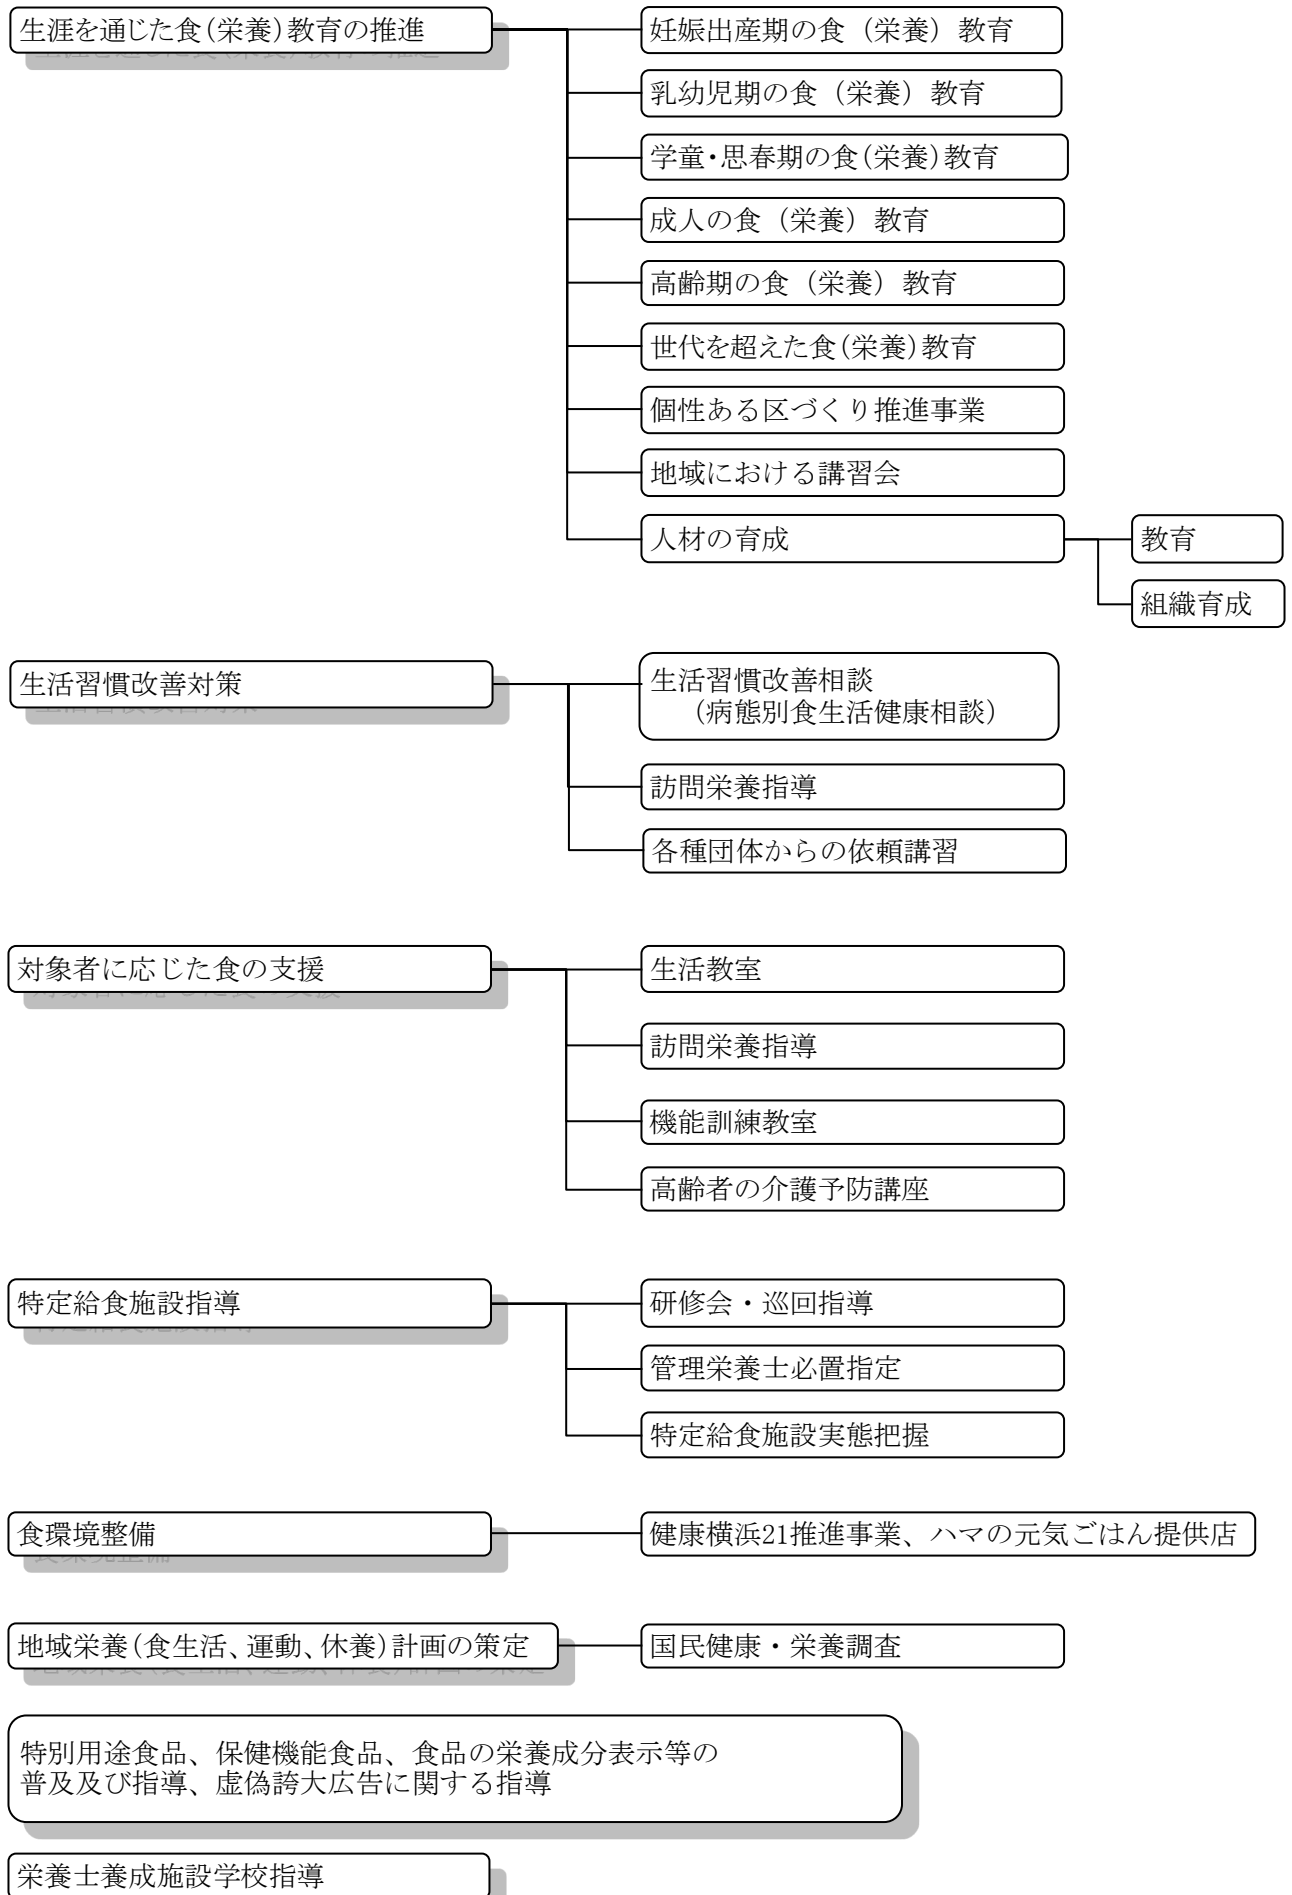 生涯を通じた食(栄養)教育の推進
妊娠出産期の食（栄養）教育
乳幼児期の食（栄養）教育
学童・思春期の食(栄養)教育
成人の食（栄養）教育
高齢期の食（栄養）教育
世代を超えた食(栄養)教育
個性ある区づくり推進事業
地域における講習会
人材の育成
教育
組織育成
生活習慣改善対策
生活習慣改善相談
（病態別食生活健康相談）
訪問栄養指導
各種団体からの依頼講習
対象者に応じた食の支援
生活教室
訪問栄養指導
機能訓練教室
高齢者の介護予防講座
特定給食施設指導
研修会・巡回指導
管理栄養士必置指定
特定給食施設実態把握
食環境整備
健康横浜21推進事業、ハマの元気ごはん提供店
地域栄養(食生活、運動、休養)計画の策定
国民健康・栄養調査
特別用途食品、保健機能食品、食品の栄養成分表示等の
普及及び指導、虚偽誇大広告に関する指導
栄養士養成施設学校指導